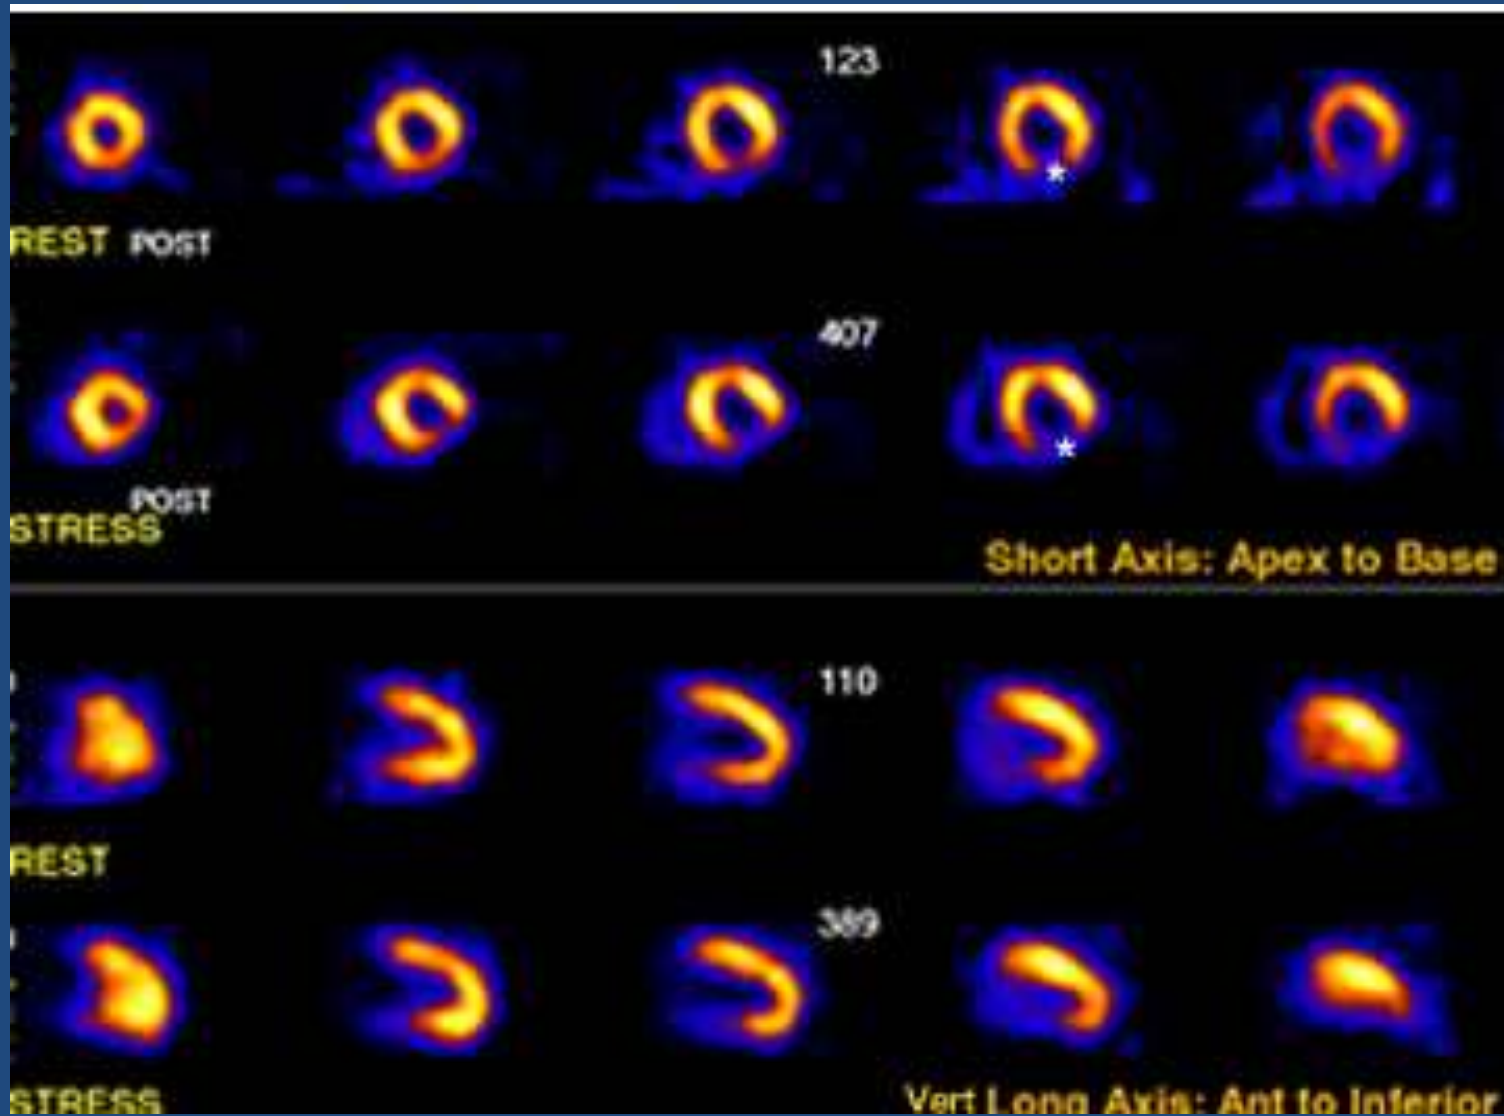 123
REST POST
407
POST
STRESS
Short Axis: Apex to Base
110
REST
389
STRESS
Vert Long Axis: Ant to Inferior